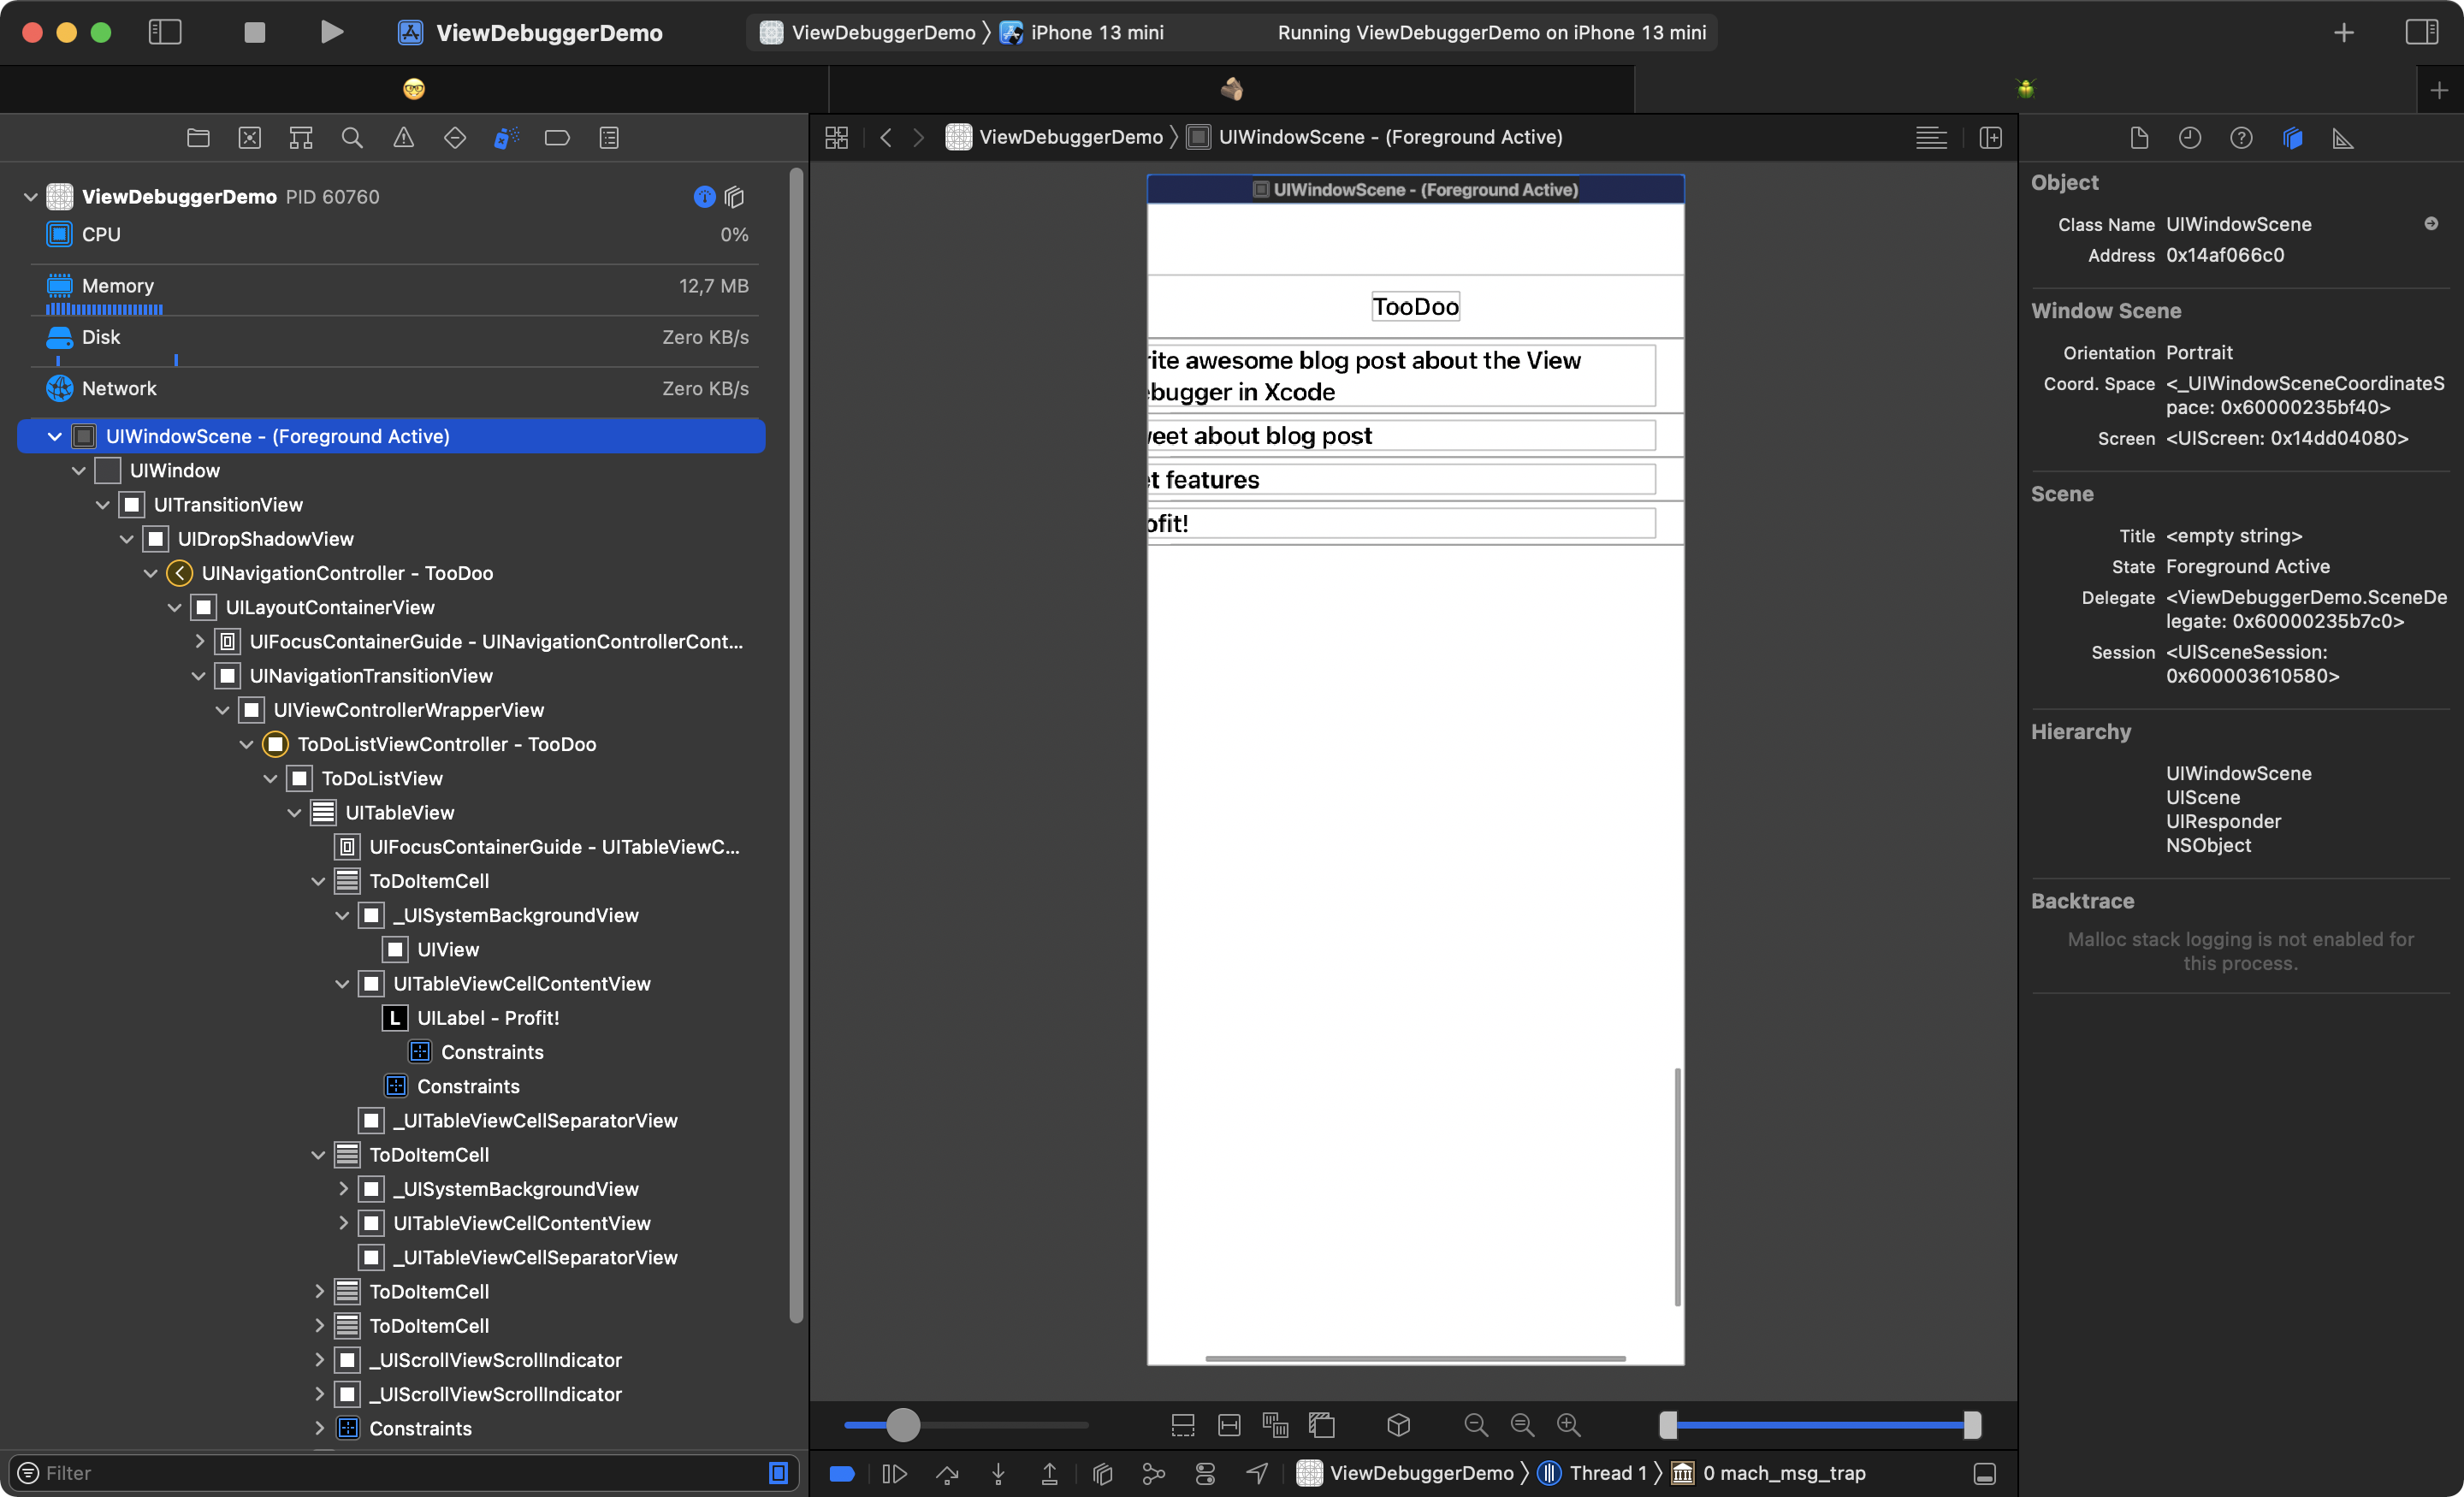 ViewDebuggerDemo
ViewDebuggerDemo
iPhone 13 mini
Running ViewDebuggerDemo on iPhone 13 mini
ViewDebuggerDemo PID 60760
CPU
0%
Memory
12,7 MB
Disk
Zero KB/s
Network
Zero KB/s
UIWindowScene - (Foreground Active)
UIWindow
UITransitionView
UIDropShadowView
UINavigationController - TooDoo
UILayoutContainerView
UIFocusContainerGuide - UINavigationControllerCont...
UINavigationTransitionView
UIViewControllerWrapperView
ToDoListViewController - TooDoo
ToDoListView
UITableView
UIFocusContainerGuide - UITableViewC...
ToDoItemCell
_UISystemBackgroundView
UIView
UITableViewCellContentView
L
UILabel - Profit!
Constraints
Constraints
_UITableViewCellSeparatorView
ToDoItemCell
_UISystemBackgroundView
UITableViewCellContentView
_UITableViewCellSeparatorView
ToDoItemCell
ToDoItemCell
_UIScrollViewScrollIndicator
_UIScrollViewScrollIndicator
Constraints
Filter
ViewDebuggerDemo
UIWindowScene - (Foreground Active)
UIWindowScene - (Foreground Active)
TooDoo
rite awesome blog post about the View
ebugger in Xcode
weet about blog post
et features
ofit!
ViewDebuggerDemo
Thread 1
0 mach_msg_trap
Object
Class Name UIWindowScene
Address 0x14af066c0
Window Scene
Orientation Portrait
Coord. Space <_UIWindowSceneCoordinateS
pace: 0x60000235bf40>
Screen <UIScreen: 0x14dd04080>
Scene
Title <empty string>
State Foreground Active
Delegate <ViewDebuggerDemo.SceneDe
legate: 0x60000235b7c0>
Session <UISceneSession:
0x600003610580>
Hierarchy
UIWindowScene
UIScene
UIResponder
NSObject
Backtrace
Malloc stack logging is not enabled for
this process.